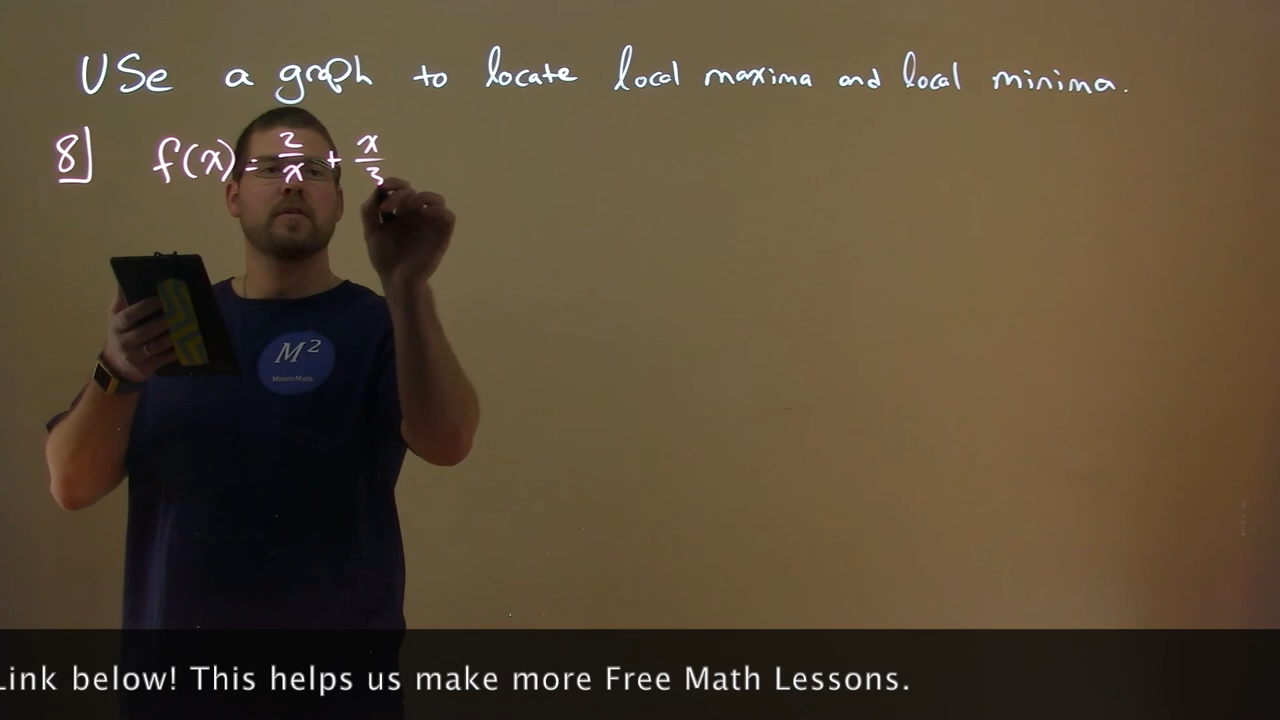 USe a graph to locate local maxima and local minima.
8] f(x) = 2/x + x/3
M²
MinuteMath
Link below! This helps us make more Free Math Lessons.